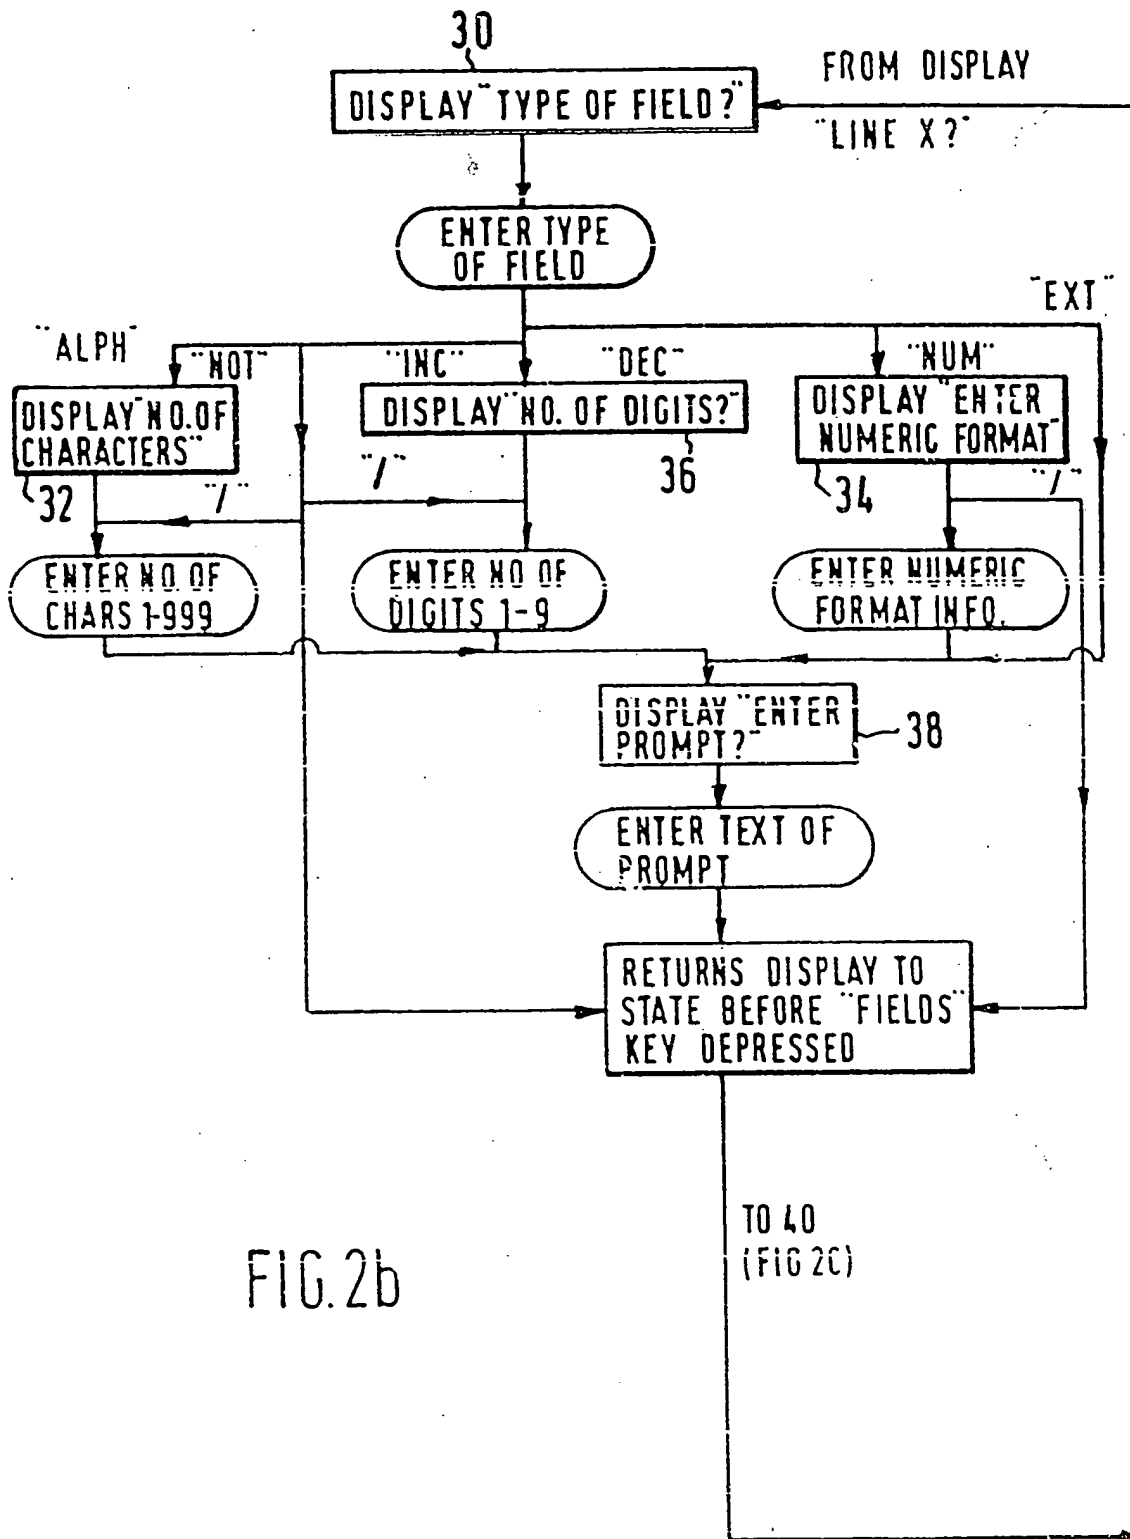 30
FROM DISPLAY
DISPLAY "TYPE OF FIELD?"
"LINE X?"
ENTER TYPE
OF FIELD
"EXT"
"ALPH"
"NOT"
"INC"
"DEC"
"NUM"
DISPLAY "NO. OF
CHARACTERS"
DISPLAY "NO. OF DIGITS?"
DISPLAY "ENTER
NUMERIC FORMAT"
32
"/"
"/"
36
34
"/"
ENTER NO. OF
CHARS 1-999
ENTER NO OF
DIGITS 1-9
ENTER NUMERIC
FORMAT INFO.
DISPLAY "ENTER
PROMPT?"
38
ENTER TEXT OF
PROMPT
RETURNS DISPLAY TO
STATE BEFORE "FIELDS"
KEY DEPRESSED
TO 40
(FIG 2C)
FIG. 2b